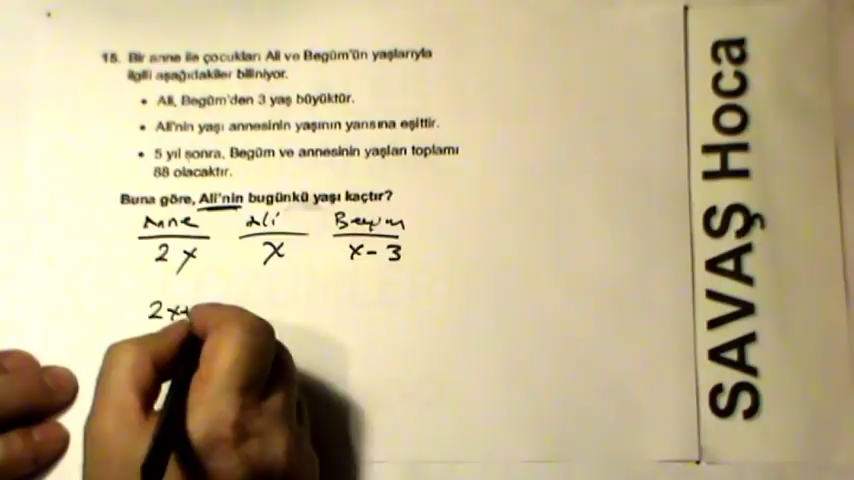 15. Bir anne ile çocukları Ali ve Begüm'ün yaşlarıyla
ilgili aşağıdakiler biliniyor.
• Ali, Begüm'den 3 yaş büyüktür.
• Ali'nin yaşı annesinin yaşının yarısına eşittir.
• 5 yıl sonra, Begüm ve annesinin yaşları toplamı
88 olacaktır.
Buna göre, Ali'nin bugünkü yaşı kaçtır?
Anne Ali Begüm
2x x x-3
2x+
SAVAŞ Hoca